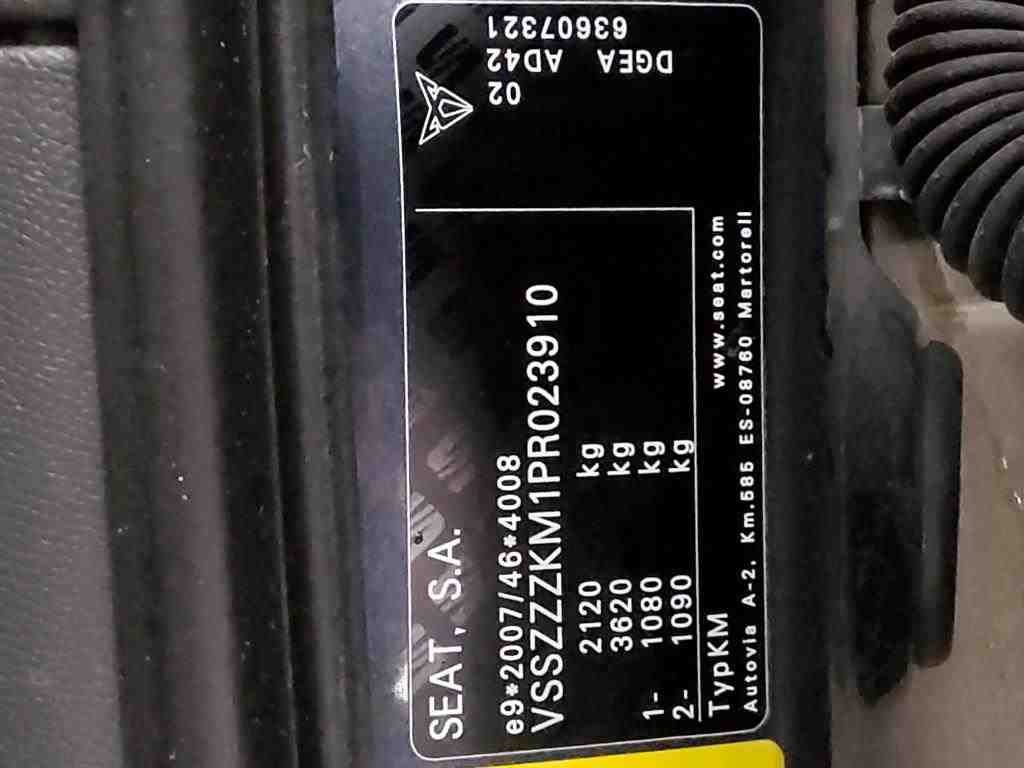 SEAT, S.A.
e9*2007/46*4008
VSSZZZKM1PR023910
2120 kg
3620 kg
1- 1080 kg
2- 1090 kg
TypKM www.seat.com
Autovia A-2, Km.585 ES-08760 Martorell
02
AD42
63607321
DGEA